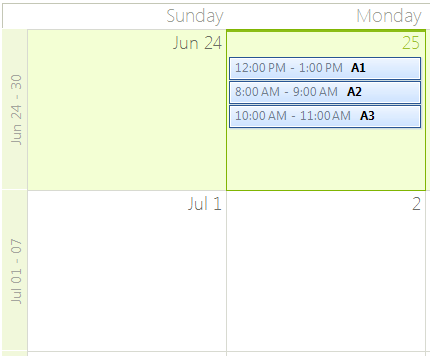 Sunday Monday
Jun 24 - 30
Jun 24 25
12:00 PM - 1:00 PM A1
8:00 AM - 9:00 AM A2
10:00 AM - 11:00 AM A3
Jul 01 - 07
Jul 1 2